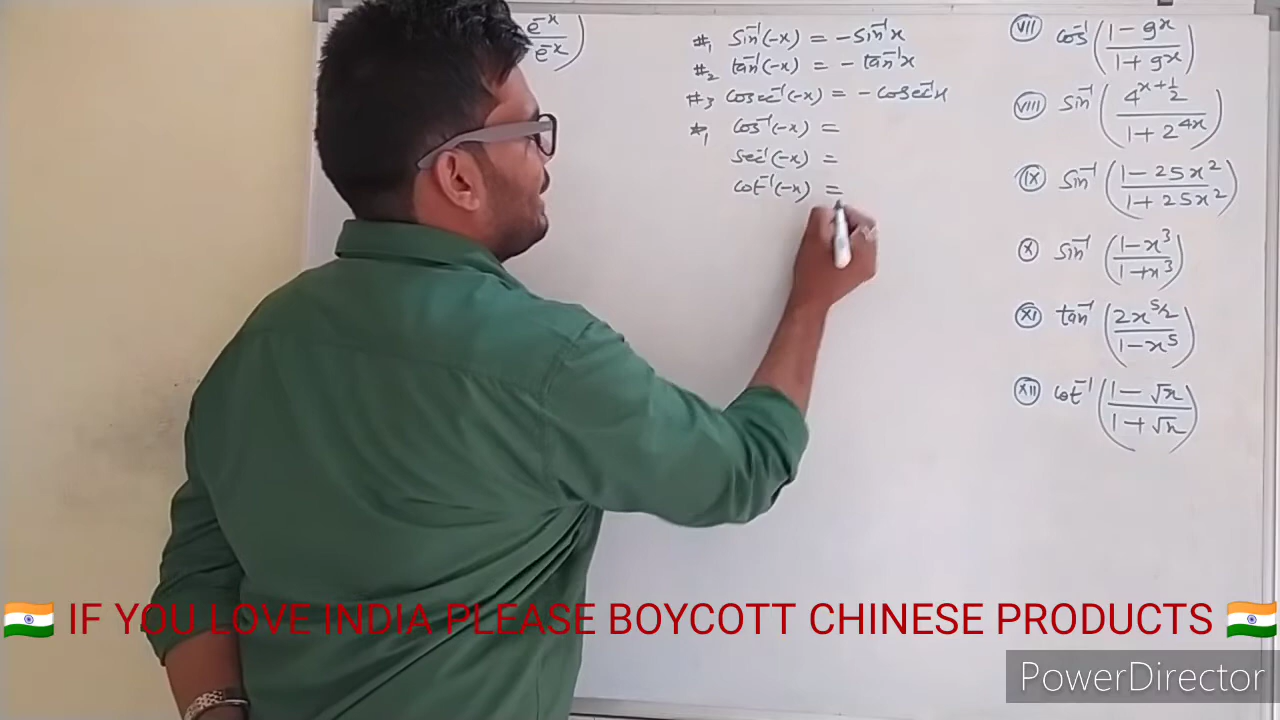 e⁻ˣ
e⁻ˣ
#1 Sin⁻¹(-x) = -Sin⁻¹x
#2 tan⁻¹(-x) = - tan⁻¹x
#3 Cosec⁻¹(-x) = - Cosec⁻¹x
#1 Cos⁻¹(-x) =
Sec⁻¹(-x) =
Cot⁻¹(-x) =
(VII) Cos⁻¹ ((1 - 9ˣ)/(1 + 9ˣ))
(VIII) Sin⁻¹ (4^(x+1/2)/(1 + 2^(4x)))
(IX) Sin⁻¹ ((1 - 25x²)/(1 + 25x²))
(X) Sin⁻¹ ((1-x³)/(1+x³))
(XI) tan⁻¹ (2x^(5/2)/(1-x⁵))
(XII) Cot⁻¹ ((1 - √x)/(1 + √x))
🇮🇳 IF YOU LOVE INDIA PLEASE BOYCOTT CHINESE PRODUCTS 🇮🇳
PowerDirector